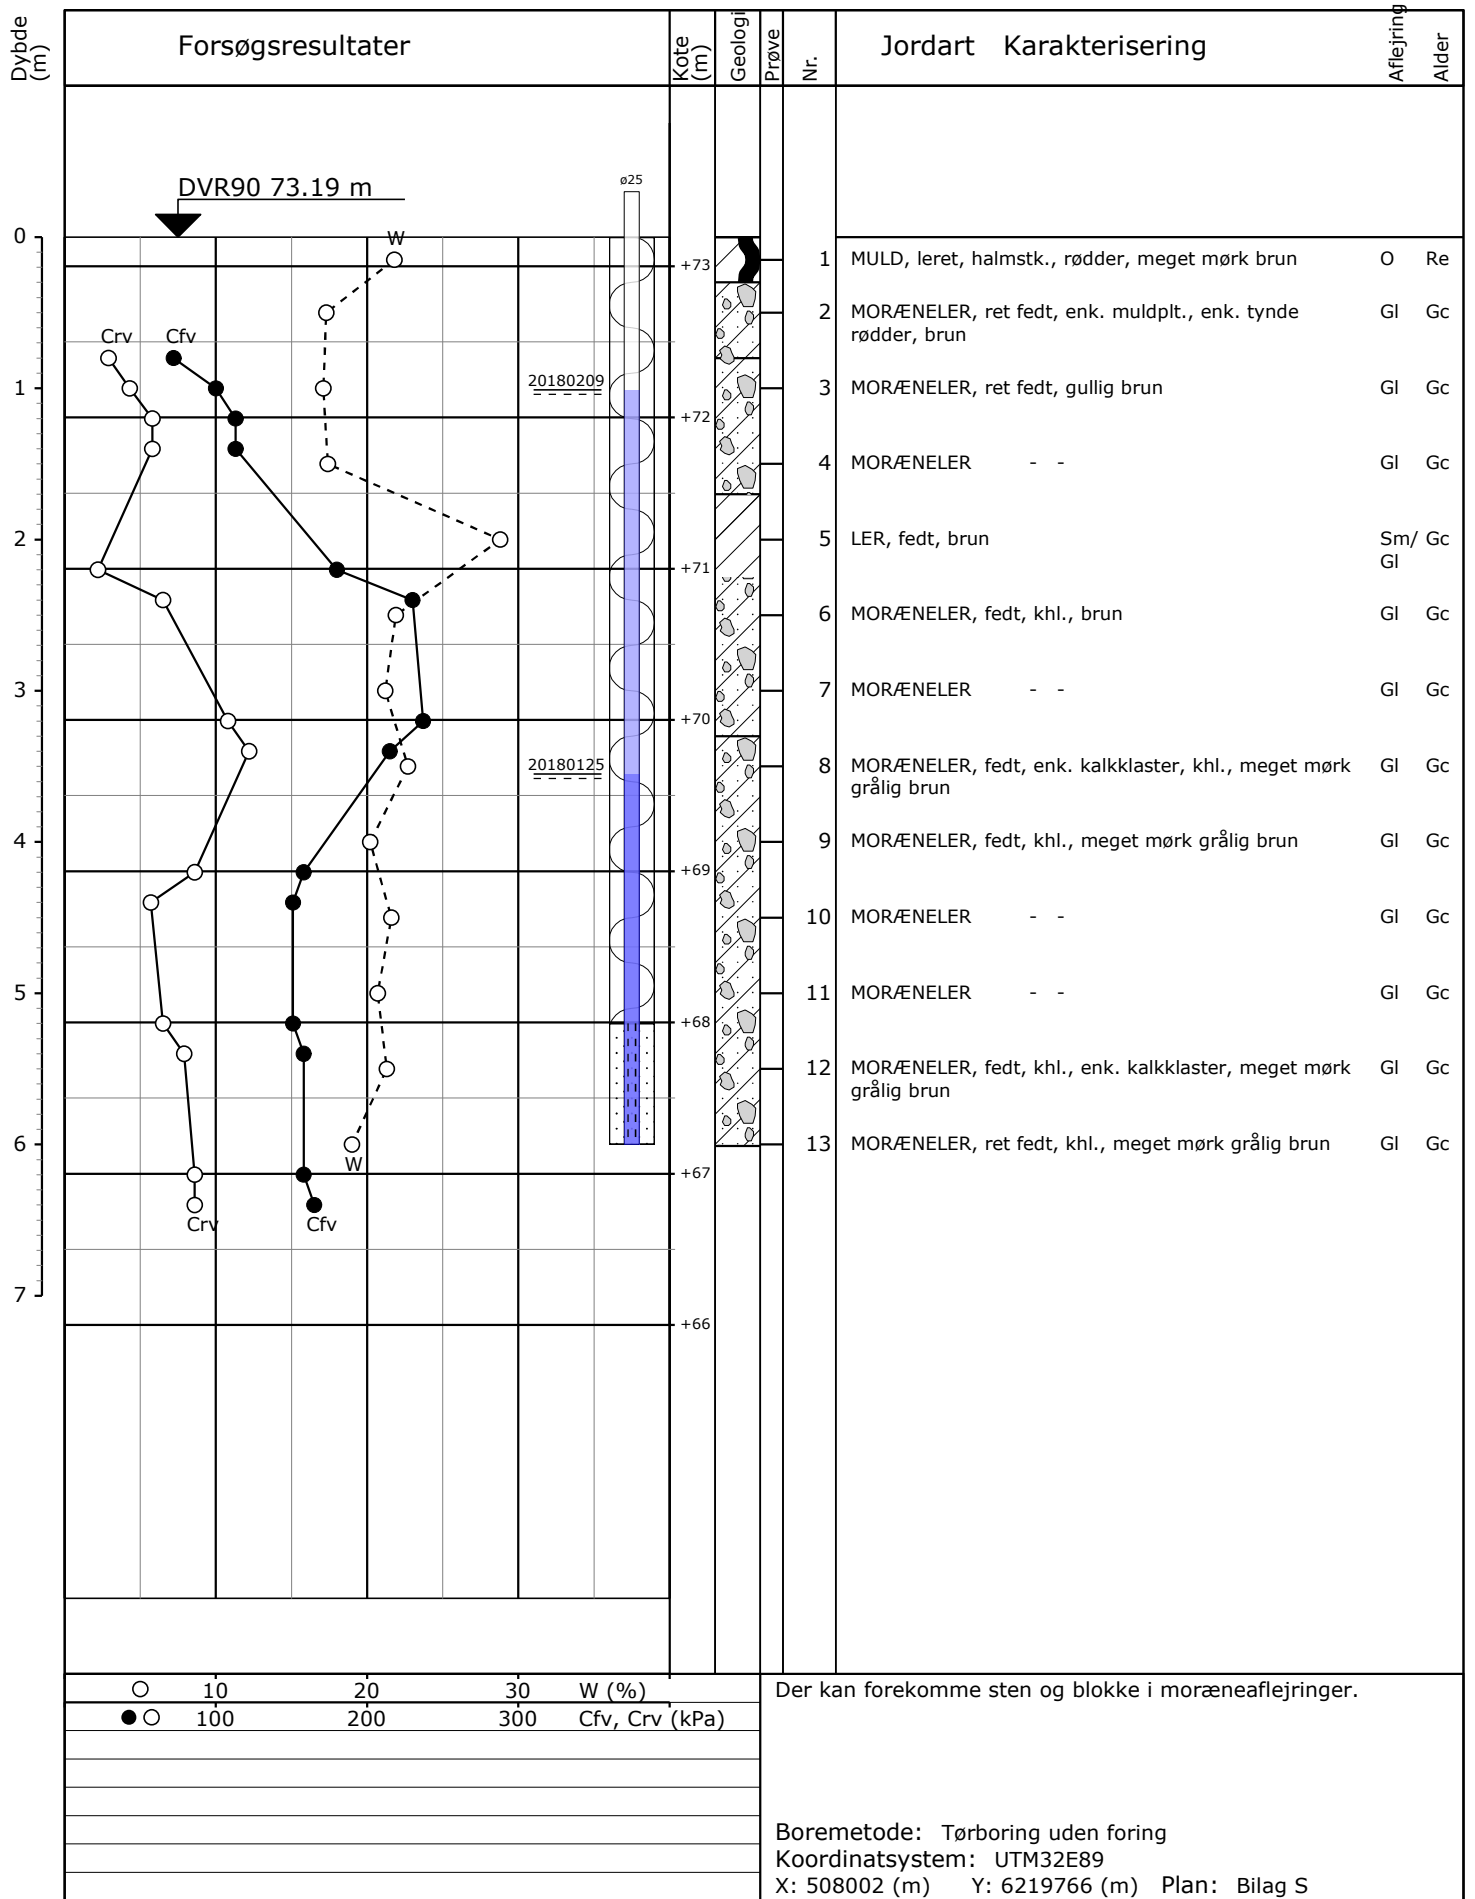 Dybde
(m)
Forsøgsresultater
Kote
(m)
Geologi
Prøve
Nr.
Jordart Karakterisering
Aflejring
Alder
DVR90 73.19 m
ø25
0
1
2
3
4
5
6
7
W
Crv
Cfv
20180209
20180125
W
Crv
Cfv
+73
+72
+71
+70
+69
+68
+67
+66
1 MULD, leret, halmstk., rødder, meget mørk brun O Re
2 MORÆNELER, ret fedt, enk. muldplt., enk. tynde Gl Gc
rødder, brun
3 MORÆNELER, ret fedt, gullig brun Gl Gc
4 MORÆNELER - - Gl Gc
5 LER, fedt, brun Sm/ Gc
Gl
6 MORÆNELER, fedt, khl., brun Gl Gc
7 MORÆNELER - - Gl Gc
8 MORÆNELER, fedt, enk. kalkklaster, khl., meget mørk Gl Gc
grålig brun
9 MORÆNELER, fedt, khl., meget mørk grålig brun Gl Gc
10 MORÆNELER - - Gl Gc
11 MORÆNELER - - Gl Gc
12 MORÆNELER, fedt, khl., enk. kalkklaster, meget mørk Gl Gc
grålig brun
13 MORÆNELER, ret fedt, khl., meget mørk grålig brun Gl Gc
10 20 30 W (%)
100 200 300 Cfv, Crv (kPa)
Der kan forekomme sten og blokke i moræneaflejringer.
Boremetode: Tørboring uden foring
Koordinatsystem: UTM32E89
X: 508002 (m) Y: 6219766 (m) Plan: Bilag S